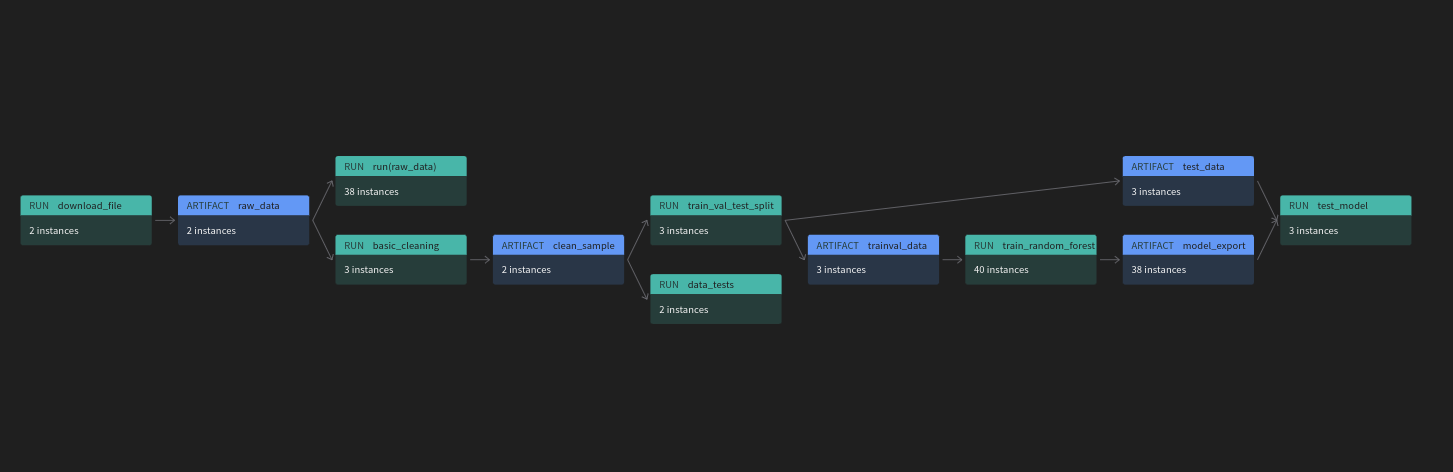 RUN download_file
2 instances
ARTIFACT raw_data
2 instances
RUN run(raw_data)
38 instances
RUN basic_cleaning
3 instances
ARTIFACT clean_sample
2 instances
RUN train_val_test_split
3 instances
RUN data_tests
2 instances
ARTIFACT trainval_data
3 instances
RUN train_random_forest
40 instances
ARTIFACT test_data
3 instances
ARTIFACT model_export
38 instances
RUN test_model
3 instances